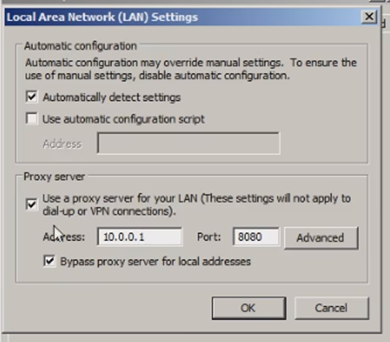 Local Area Network (LAN) Settings
Automatic configuration
Automatic configuration may override manual settings. To ensure the
use of manual settings, disable automatic configuration.
Automatically detect settings
Use automatic configuration script
Address
Proxy server
Use a proxy server for your LAN (These settings will not apply to
dial-up or VPN connections).
Address: 10.0.0.1 Port: 8080 Advanced
Bypass proxy server for local addresses
OK Cancel